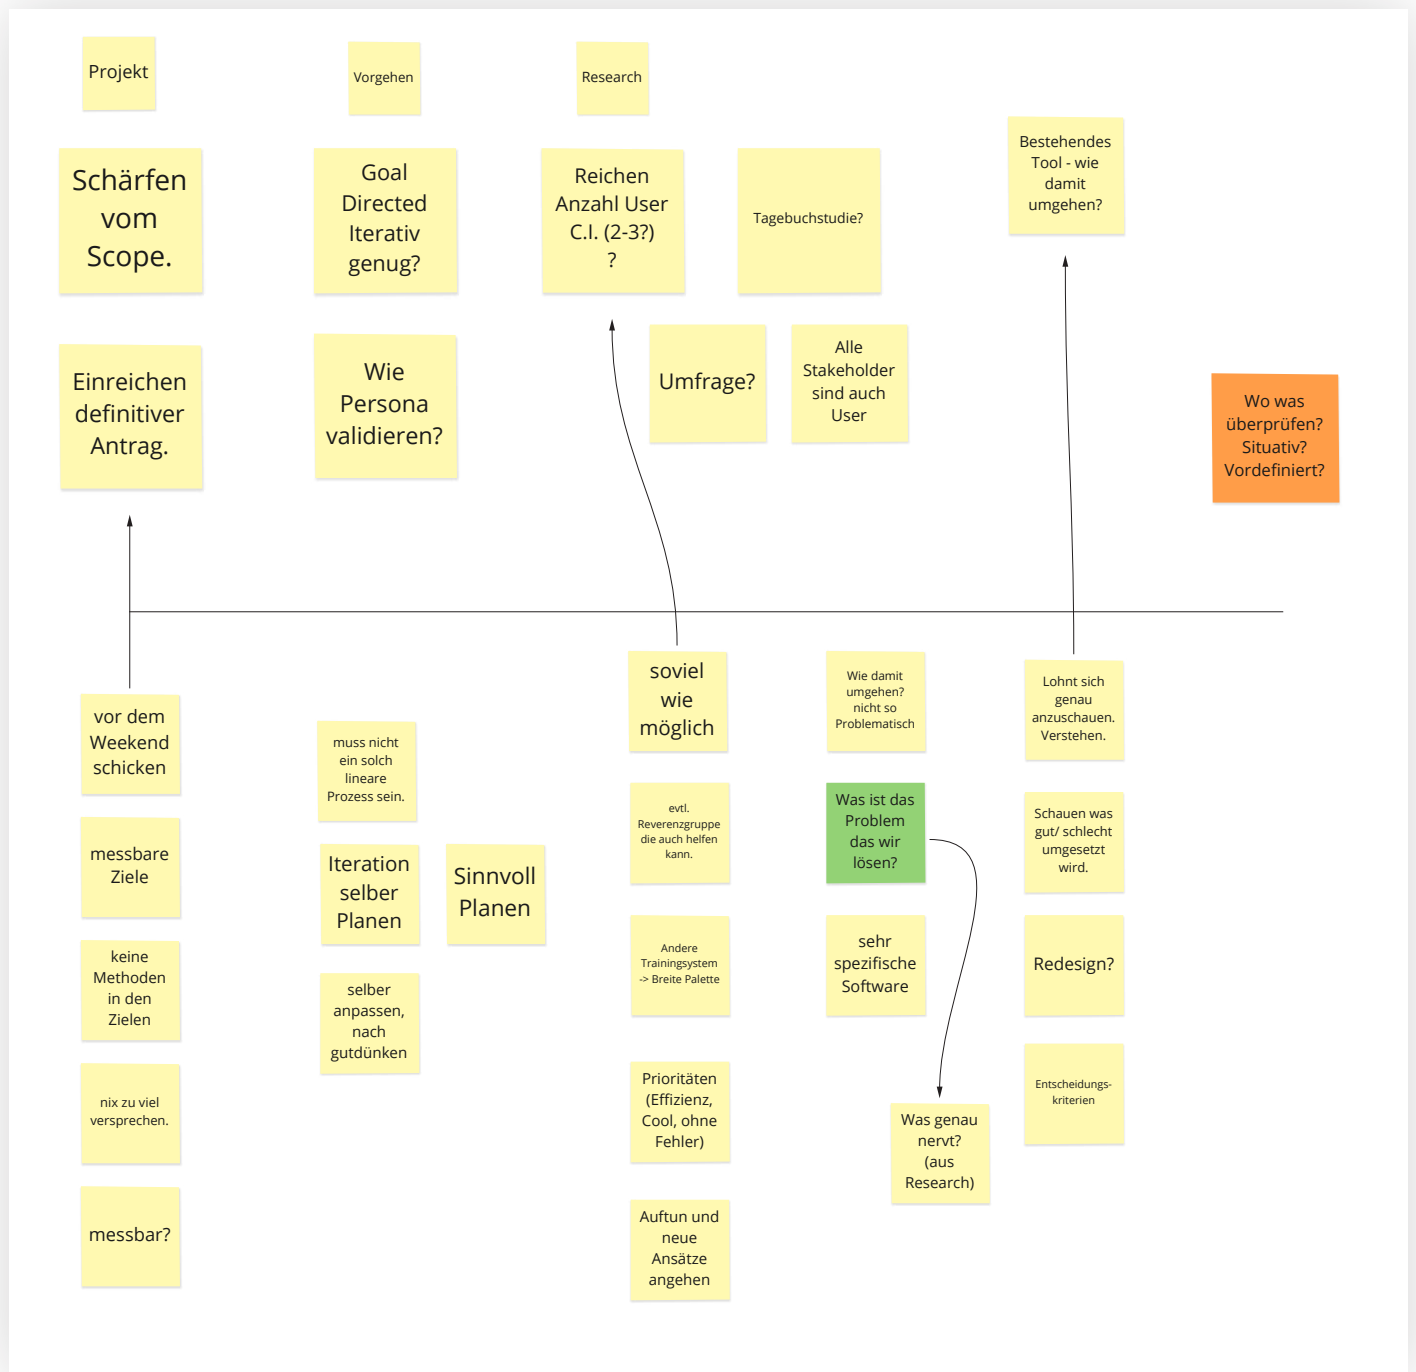 Projekt
Vorgehen
Research
Schärfen
vom
Scope.
Goal
Directed
Iterativ
genug?
Reichen
Anzahl User
C.I. (2-3?)
?
Tagebuchstudie?
Bestehendes
Tool - wie
damit
umgehen?
Einreichen
definitiver
Antrag.
Wie
Persona
validieren?
Umfrage?
Alle
Stakeholder
sind auch
User
Wo was
überprüfen?
Situativ?
Vordefiniert?
vor dem
Weekend
schicken
messbare
Ziele
keine
Methoden
in den
Zielen
nix zu viel
versprechen.
messbar?
muss nicht
ein solch
lineare
Prozess sein.
Iteration
selber
Planen
Sinnvoll
Planen
selber
anpassen,
nach
gutdünken
soviel
wie
möglich
evtl.
Reverenzgruppe
die auch helfen
kann.
Andere
Trainingsystem
-> Breite Palette
Prioritäten
(Effizienz,
Cool, ohne
Fehler)
Auftun und
neue
Ansätze
angehen
Wie damit
umgehen?
nicht so
Problematisch
Was ist das
Problem
das wir
lösen?
sehr
spezifische
Software
Was genau
nervt?
(aus
Research)
Lohnt sich
genau
anzuschauen.
Verstehen.
Schauen was
gut/ schlecht
umgesetzt
wird.
Redesign?
Entscheidungs-
kriterien